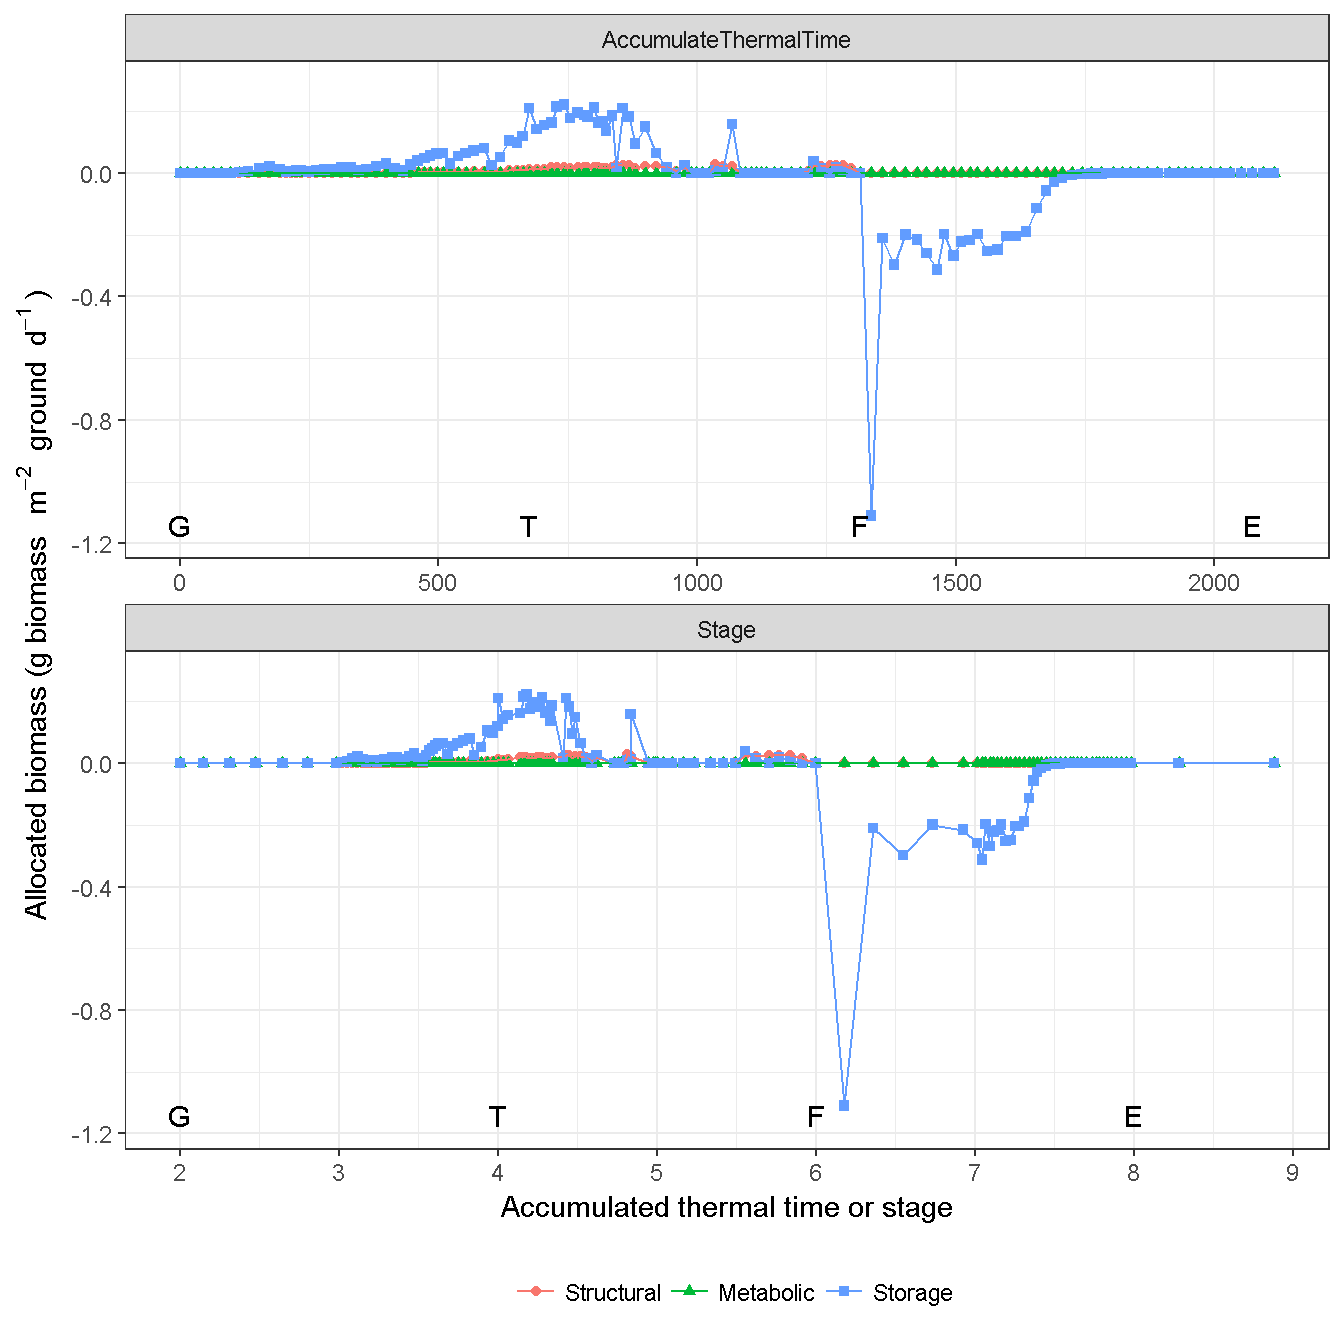 AccumulateThermalTime
0.0
-0.4
-0.8
-1.2
G T F E
0 500 1000 1500 2000
Allocated biomass (g biomass m⁻² ground d⁻¹)
Stage
0.0
-0.4
-0.8
-1.2
G T F E
2 3 4 5 6 7 8 9
Accumulated thermal time or stage
Structural Metabolic Storage